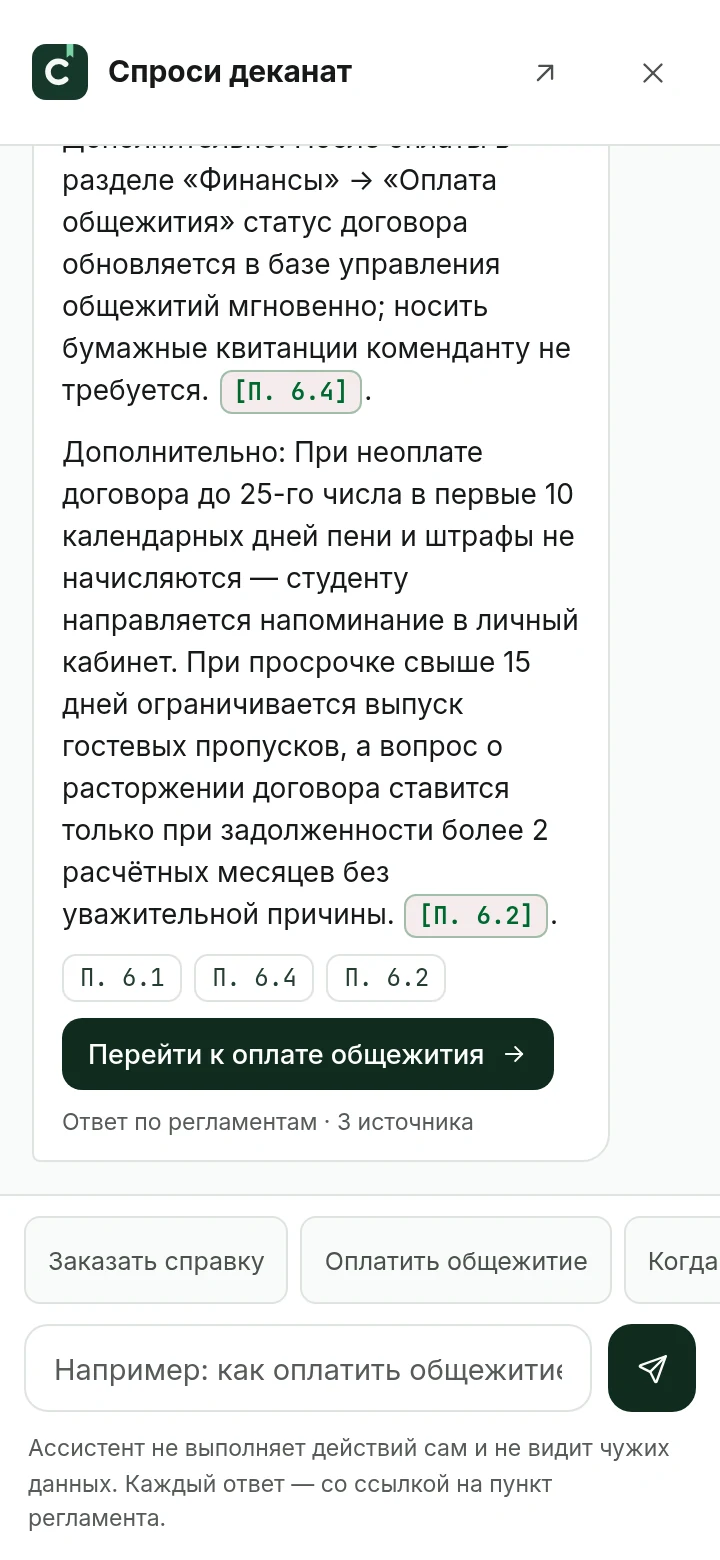 Спроси деканат
Дополнительно: После оплаты в
разделе «Финансы» → «Оплата
общежития» статус договора
обновляется в базе управления
общежитий мгновенно; носить
бумажные квитанции коменданту не
требуется. [П. 6.4].
Дополнительно: При неоплате
договора до 25-го числа в первые 10
календарных дней пени и штрафы не
начисляются — студенту
направляется напоминание в личный
кабинет. При просрочке свыше 15
дней ограничивается выпуск
гостевых пропусков, а вопрос о
расторжении договора ставится
только при задолженности более 2
расчётных месяцев без
уважительной причины. [П. 6.2].
П. 6.1 П. 6.4 П. 6.2
Перейти к оплате общежития →
Ответ по регламентам · 3 источника
Заказать справку Оплатить общежитие Когда
Например: как оплатить общежитие
Ассистент не выполняет действий сам и не видит чужих
данных. Каждый ответ — со ссылкой на пункт
регламента.